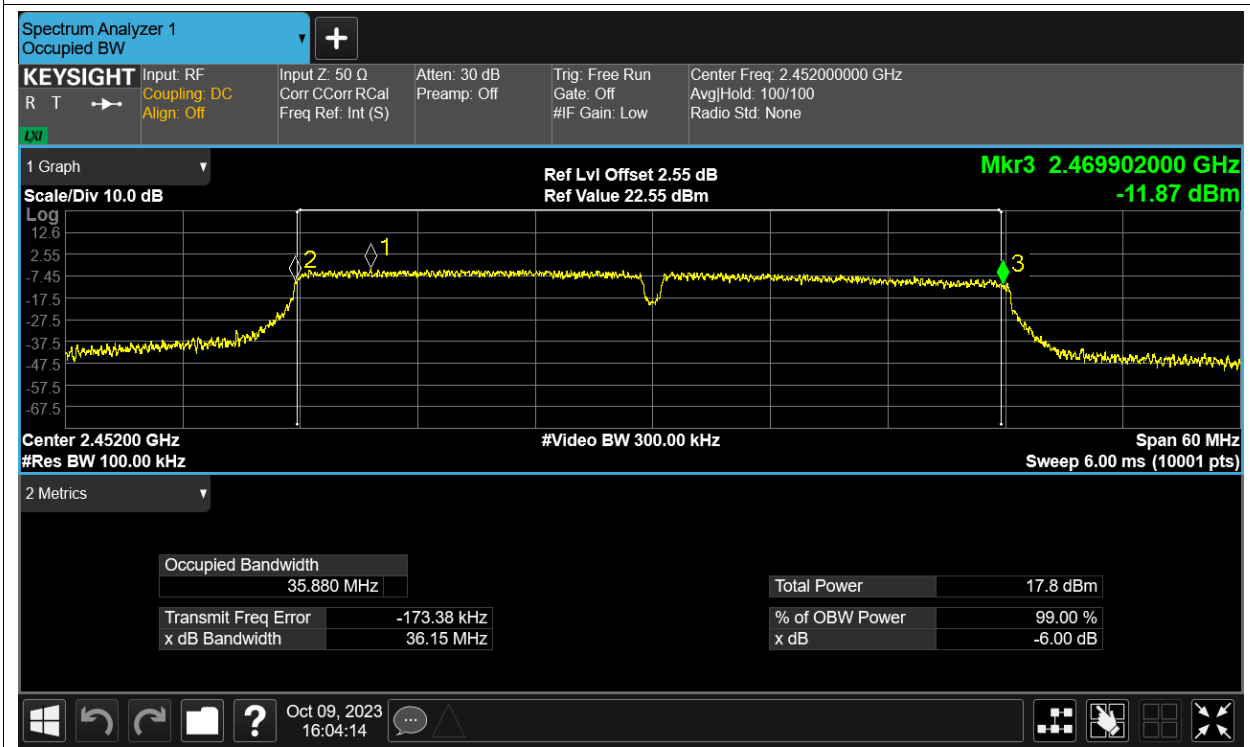 Spectrum Analyzer 1
Occupied BW
KEYSIGHT
R T
LXI
Input: RF
Coupling: DC
Align: Off
Input Z: 50 Ω
Corr CCorr RCal
Freq Ref: Int (S)
Atten: 30 dB
Preamp: Off
Trig: Free Run
Gate: Off
#IF Gain: Low
Center Freq: 2.452000000 GHz
Avg|Hold: 100/100
Radio Std: None
1 Graph
Scale/Div 10.0 dB
Ref Lvl Offset 2.55 dB
Ref Value 22.55 dBm
Mkr3 2.469902000 GHz
-11.87 dBm
Log
12.6
2.55
-7.45
-17.5
-27.5
-37.5
-47.5
-57.5
-67.5
2
1
3
Center 2.45200 GHz
#Res BW 100.00 kHz
#Video BW 300.00 kHz
Span 60 MHz
Sweep 6.00 ms (10001 pts)
2 Metrics
Occupied Bandwidth
35.880 MHz
Transmit Freq Error -173.38 kHz
x dB Bandwidth 36.15 MHz
Total Power 17.8 dBm
% of OBW Power 99.00 %
x dB -6.00 dB
?
Oct 09, 2023
16:04:14